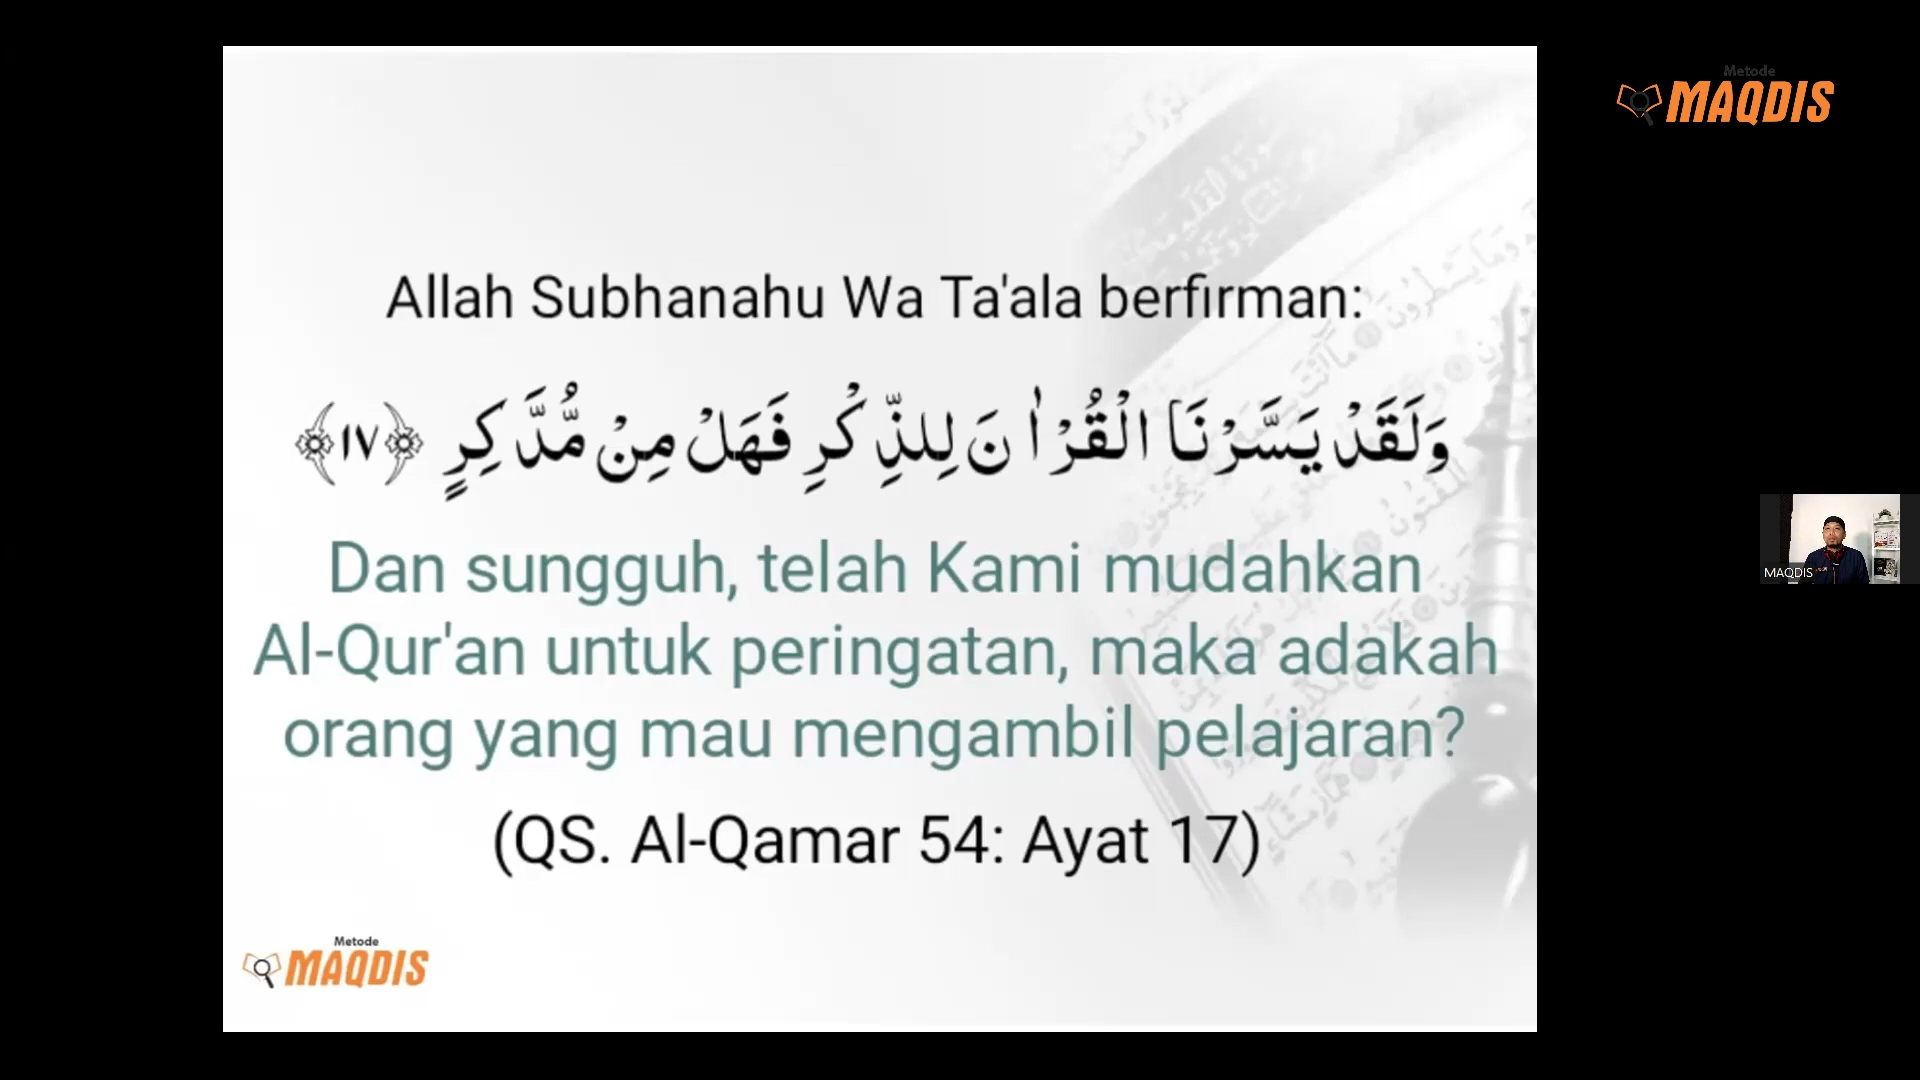 Metode
MAQDIS
Allah Subhanahu Wa Ta'ala berfirman:
وَلَقَدْ يَسَّرْنَا الْقُرْاٰنَ لِلذِّكْرِ فَهَلْ مِنْ مُّدَّكِرٍ ﴿١٧﴾
Dan sungguh, telah Kami mudahkan
Al-Qur'an untuk peringatan, maka adakah
orang yang mau mengambil pelajaran?
(QS. Al-Qamar 54: Ayat 17)
Metode
MAQDIS
MAQDIS